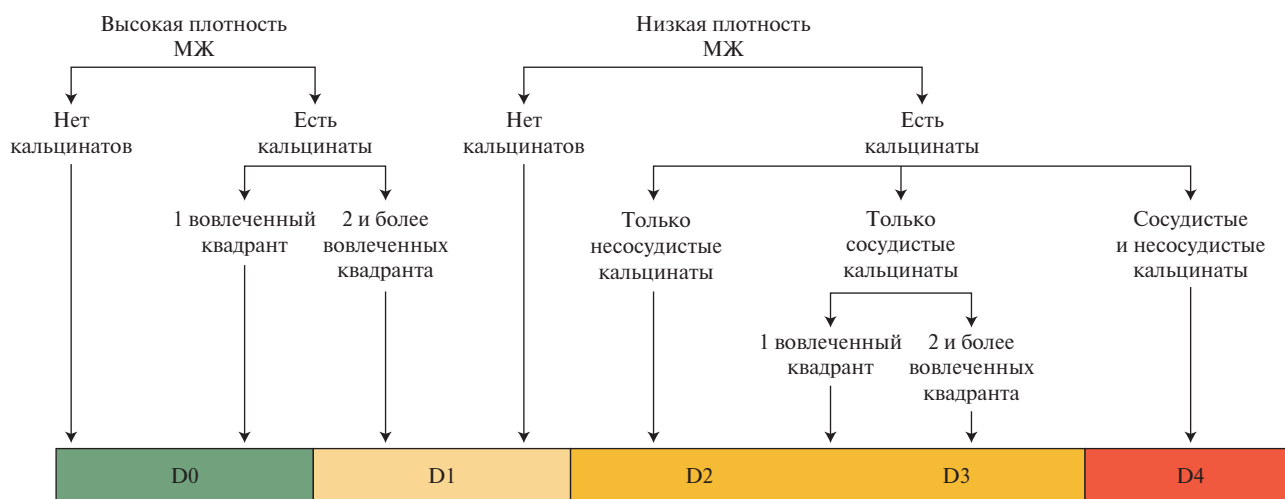 Высокая плотность
МЖ
Низкая плотность
МЖ
Нет
кальцинатов
Есть
кальцинаты
Нет
кальцинатов
Есть
кальцинаты
1 вовлеченный
квадрант
2 и более
вовлеченных
квадранта
Только
несосудистые
кальцинаты
Только
сосудистые
кальцинаты
Сосудистые
и несосудистые
кальцинаты
1 вовлеченный
квадрант
2 и более
вовлеченных
квадранта
D0
D1
D2
D3
D4